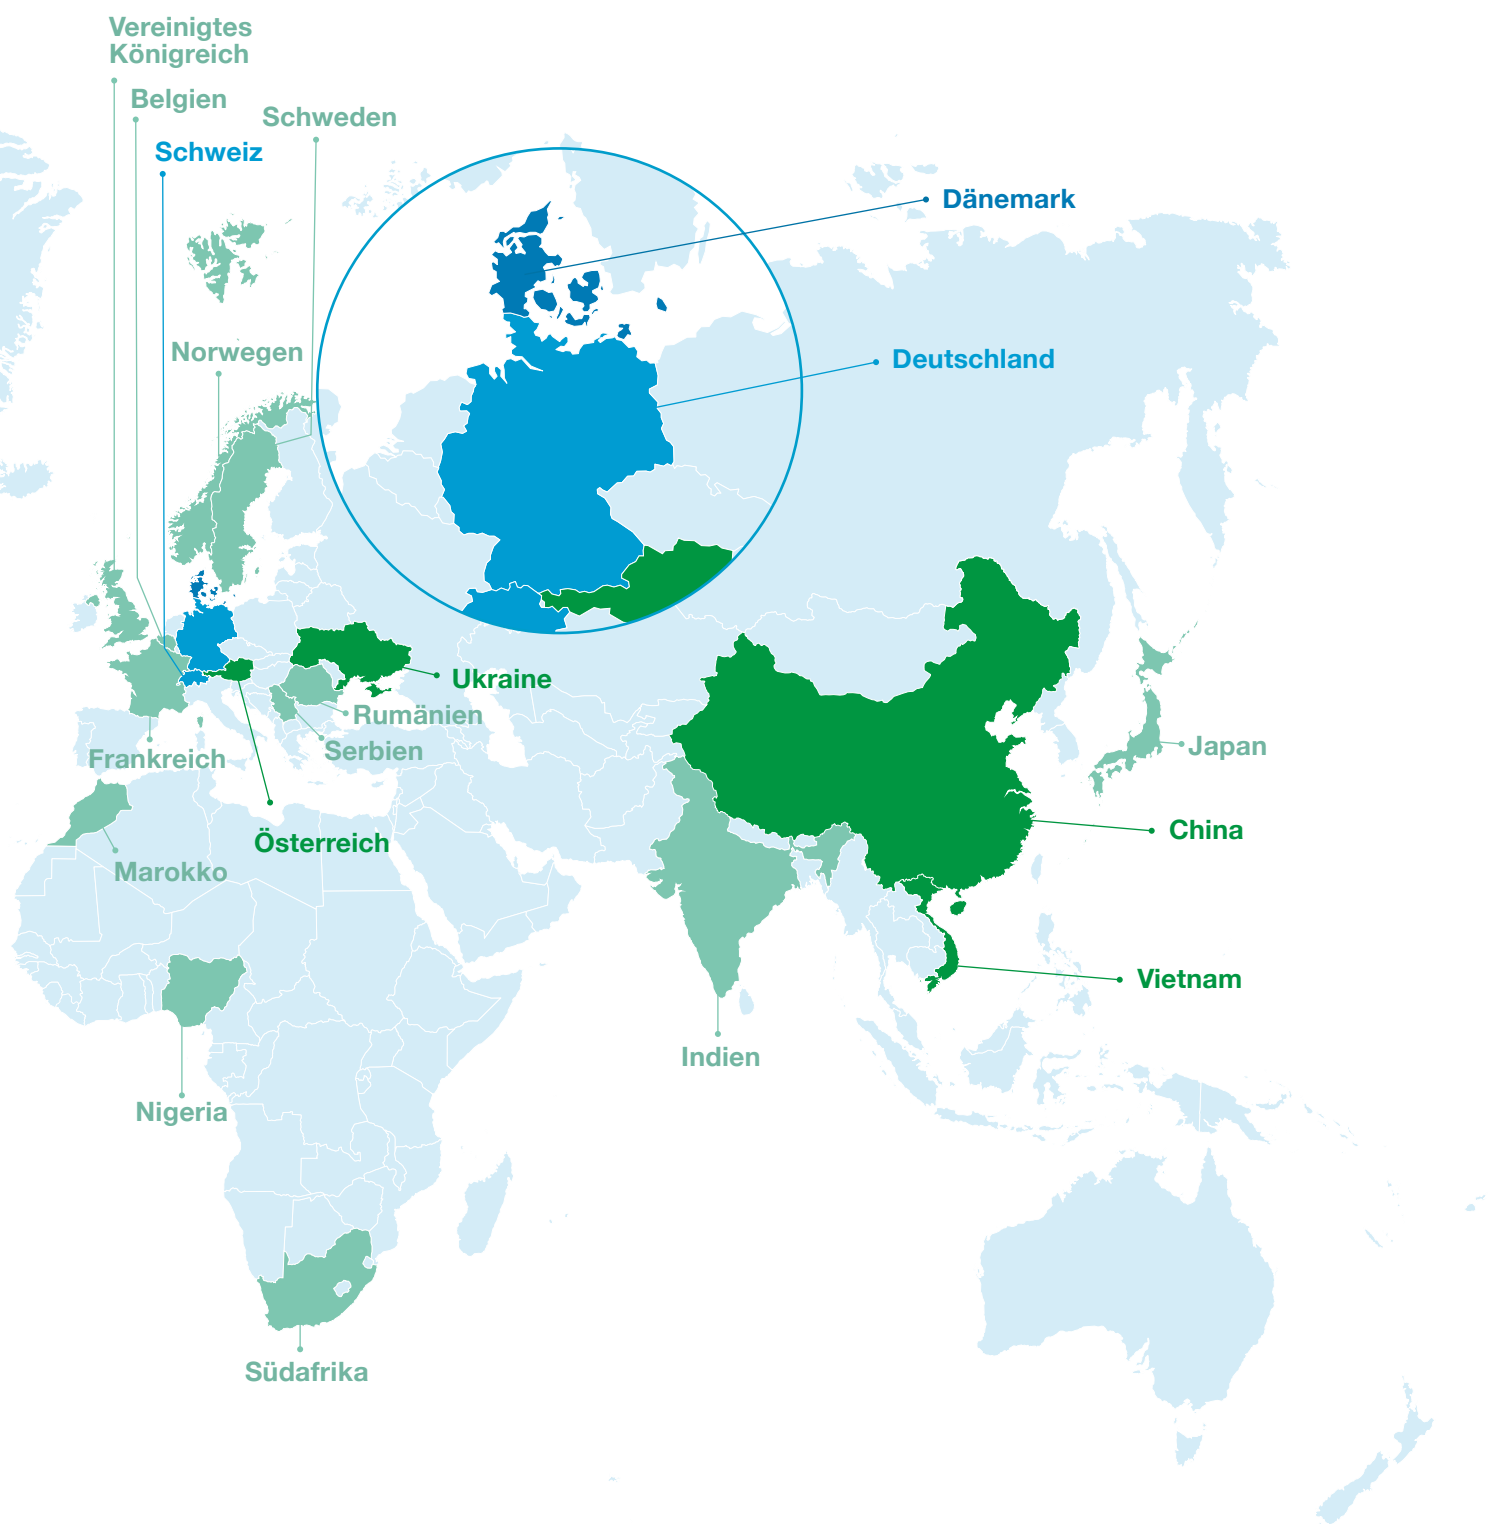 Vereinigtes
Königreich
Belgien
Schweden
Schweiz
Dänemark
Norwegen
Deutschland
Ukraine
Rumänien
Serbien
Frankreich
Japan
China
Österreich
Marokko
Vietnam
Indien
Nigeria
Südafrika